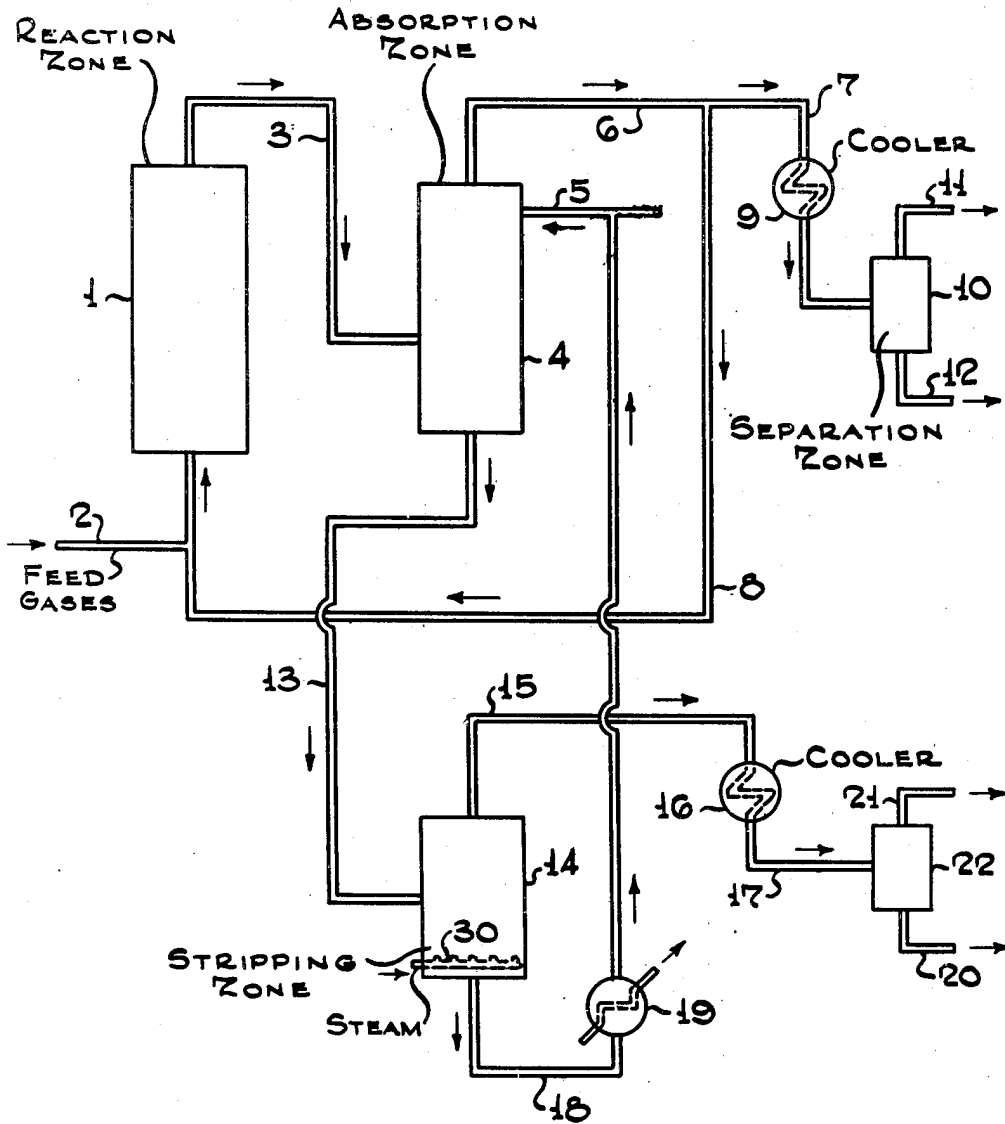 REACTION
ZONE
ABSORPTION
ZONE
3
6
7
COOLER
5
9
11
1
4
10
12
SEPARATION
ZONE
2
FEED
GASES
8
13
15
COOLER
16
21
14
22
17
30
STRIPPING
ZONE
20
STEAM
19
18